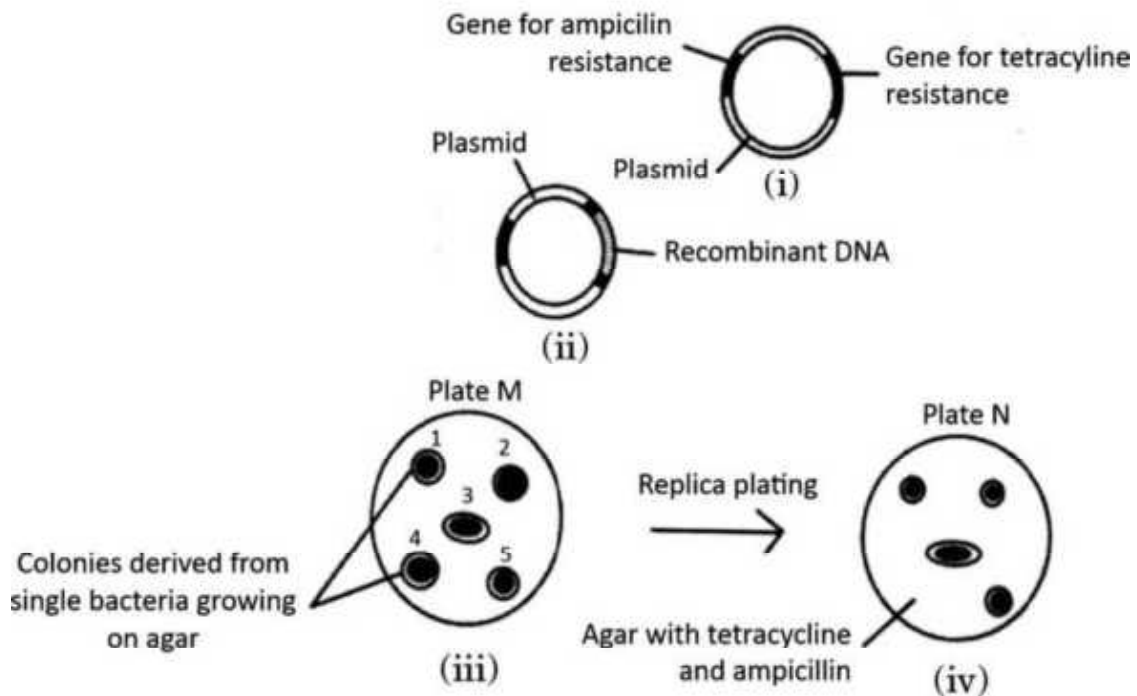 Gene for ampicilin
resistance
Gene for tetracyline
resistance
Plasmid
(i)
Plasmid
Recombinant DNA
(ii)
Plate M
1
2
3
4
5
Colonies derived from
single bacteria growing
on agar
(iii)
Replica plating
Plate N
Agar with tetracycline
and ampicillin
(iv)